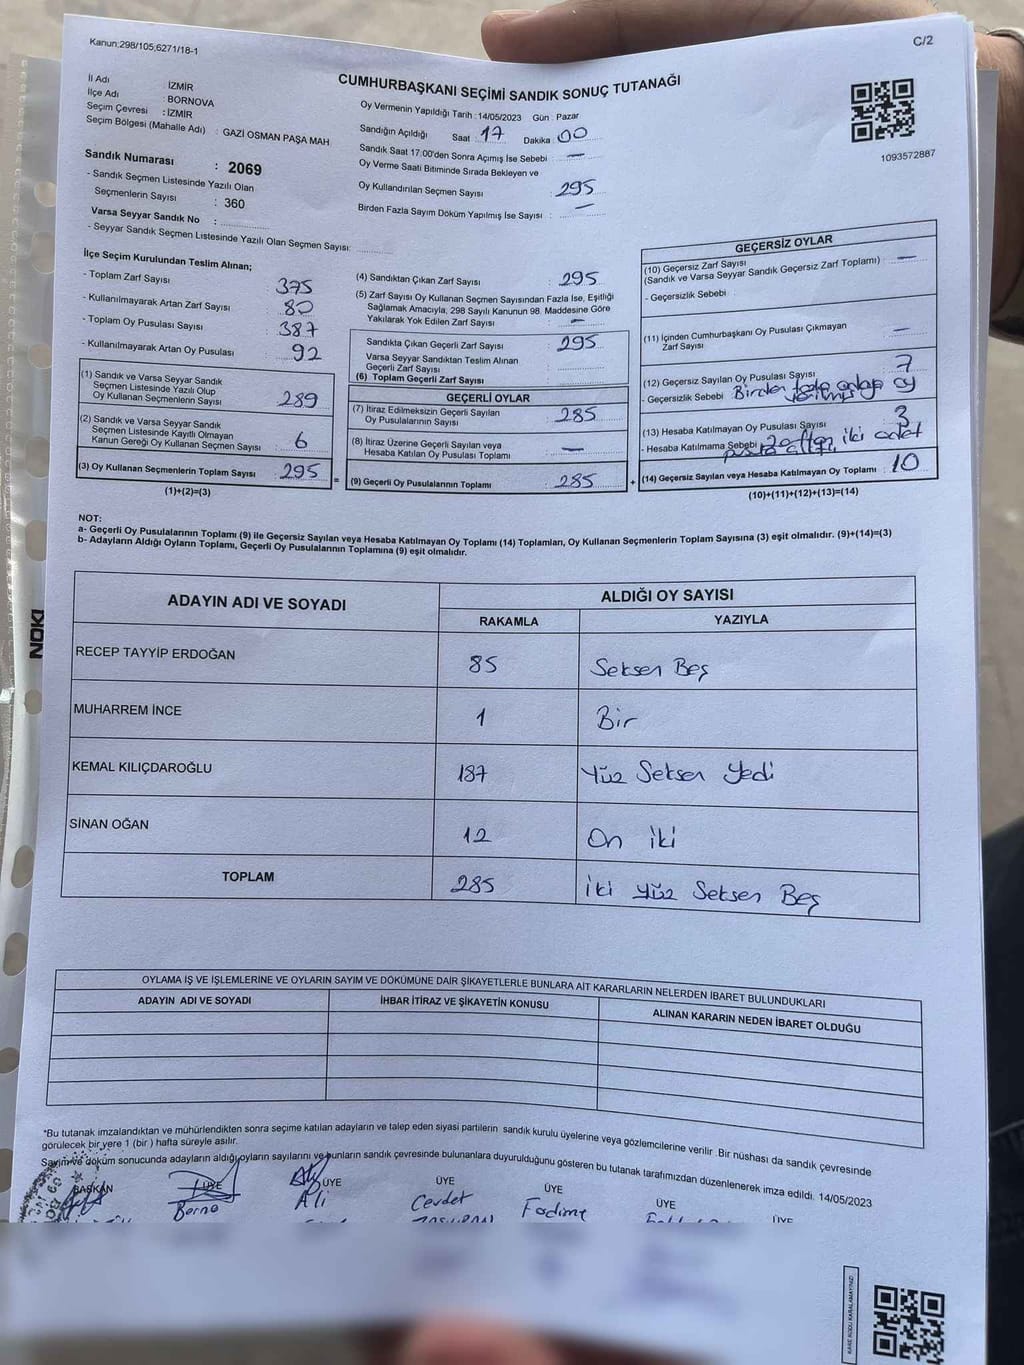 Kanun;298/105;6271/18-1
C/2
CUMHURBAŞKANI SEÇİMİ SANDIK SONUÇ TUTANAĞI
İl Adı İZMİR
İlçe Adı : BORNOVA
Seçim Çevresi : İZMİR
Seçim Bölgesi (Mahalle Adı) : GAZİ OSMAN PAŞA MAH
Sandık Numarası : 2069
- Sandık Seçmen Listesinde Yazılı Olan
Seçmenlerin Sayısı : 360
Varsa Seyyar Sandık No :
- Seyyar Sandık Seçmen Listesinde Yazılı Olan Seçmen Sayısı:
Oy Vermenin Yapıldığı Tarih : 14/05/2023 Gün : Pazar
Sandığın Açıldığı Saat 17 Dakika 00
Sandık Saat 17:00'den Sonra Açımış İse Sebebi : —
Oy Verme Saati Bitiminde Sırada Bekleyen ve
Oy Kullandırılan Seçmen Sayısı : 295
Birden Fazla Sayım Döküm Yapılmış İse Sayısı : —
1093572887
İlçe Seçim Kurulundan Teslim Alınan;
- Toplam Zarf Sayısı : 375
- Kullanılmayarak Artan Zarf Sayısı : 80
- Toplam Oy Pusulası Sayısı : 387
- Kullanılmayarak Artan Oy Pusulası : 92
(1) Sandık ve Varsa Seyyar Sandık
Seçmen Listesinde Yazılı Olup
Oy Kullanan Seçmenlerin Sayısı : 289
(2) Sandık ve Varsa Seyyar Sandık
Seçmen Listesinde Kayıtlı Olmayan
Kanun Gereği Oy Kullanan Seçmen Sayısı : 6
(3) Oy Kullanan Seçmenlerin Toplam Sayısı : 295
(1)+(2)=(3)
(4) Sandıktan Çıkan Zarf Sayısı : 295
(5) Zarf Sayısı Oy Kullanan Seçmen Sayısından Fazla İse, Eşitliği
Sağlamak Amacıyla, 298 Sayılı Kanunun 98. Maddesine Göre
Yakılarak Yok Edilen Zarf Sayısı : —
Sandıkta Çıkan Geçerli Zarf Sayısı : 295
Varsa Seyyar Sandıktan Teslim Alınan
Geçerli Zarf Sayısı :
(6) Toplam Geçerli Zarf Sayısı :
GEÇERLİ OYLAR
(7) İtiraz Edilmeksizin Geçerli Sayılan
Oy Pusulalarının Sayısı : 285
(8) İtiraz Üzerine Geçerli Sayılan veya
Hesaba Katılan Oy Pusulası Toplamı : —
= (9) Geçerli Oy Pusulalarının Toplamı : 285 +
GEÇERSİZ OYLAR
(10) Geçersiz Zarf Sayısı
(Sandık ve Varsa Seyyar Sandık Geçersiz Zarf Toplamı) : —
- Geçersizlik Sebebi :
(11) İçinden Cumhurbaşkanı Oy Pusulası Çıkmayan
Zarf Sayısı : —
(12) Geçersiz Sayılan Oy Pusulası Sayısı : 7
- Geçersizlik Sebebi : Birden fazla adaya oy
verilmiş
(13) Hesaba Katılmayan Oy Pusulası Sayısı : 3
- Hesaba Katılmama Sebebi : Zarftan iki adet
pusula çıktığı
(14) Geçersiz Sayılan veya Hesaba Katılmayan Oy Toplamı : 10
(10)+(11)+(12)+(13)=(14)
NOT:
a- Geçerli Oy Pusulalarının Toplamı (9) ile Geçersiz Sayılan veya Hesaba Katılmayan Oy Toplamı (14) Toplamları, Oy Kullanan Seçmenlerin Toplam Sayısına (3) eşit olmalıdır. (9)+(14)=(3)
b- Adayların Aldığı Oyların Toplamı, Geçerli Oy Pusulalarının Toplamına (9) eşit olmalıdır.
ADAYIN ADI VE SOYADI ALDIĞI OY SAYISI
RAKAMLA YAZIYLA
RECEP TAYYİP ERDOĞAN 85 Seksen Beş
MUHARREM İNCE 1 Bir
KEMAL KILIÇDAROĞLU 187 Yüz Seksen Yedi
SİNAN OĞAN 12 On iki
TOPLAM 285 İki yüz Seksen Beş
OYLAMA İŞ VE İŞLEMLERİNE VE OYLARIN SAYIM VE DÖKÜMÜNE DAİR ŞİKAYETLERLE BUNLARA AİT KARARLARIN NELERDEN İBARET BULUNDUKLARI
ADAYIN ADI VE SOYADI İHBAR İTİRAZ VE ŞİKAYETİN KONUSU ALINAN KARARIN NEDEN İBARET OLDUĞU
*Bu tutanak imzalandıktan ve mühürlendikten sonra seçime katılan adayların ve talep eden siyasi partilerin sandık kurulu üyelerine veya gözlemcilerine verilir .Bir nüshası da sandık çevresinde
görülecek bir yere 1 (bir ) hafta süreyle asılır.
Sayım ve döküm sonucunda adayların aldığı oyların sayılarını ve bunların sandık çevresinde bulunanlara duyurulduğunu gösteren bu tutanak tarafımızdan düzenlenerek imza edildi. 14/05/2023
BAŞKAN ÜYE ÜYE ÜYE ÜYE ÜYE ÜYE
Berna Ali Cevdet Fadime
KARE KODU KARALAMAYINIZ!
NOKI